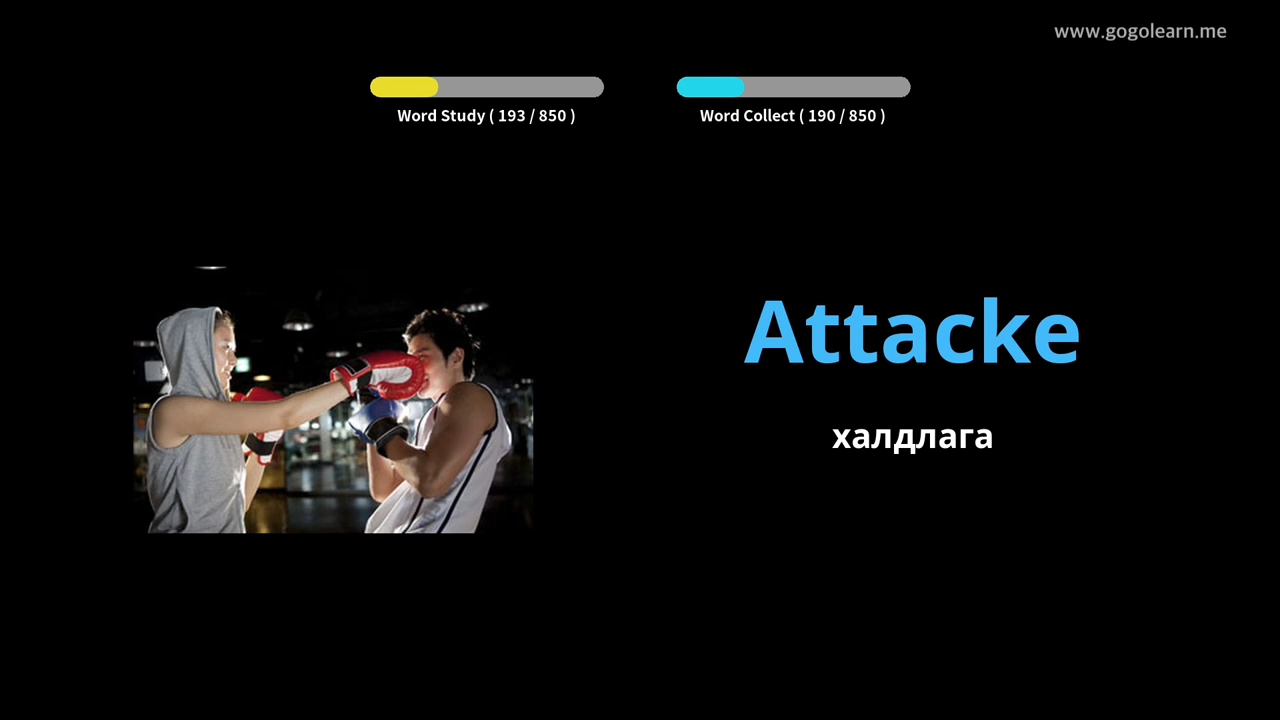 www.gogolearn.me
Word Study ( 193 / 850 )
Word Collect ( 190 / 850 )
Attacke
халдлага